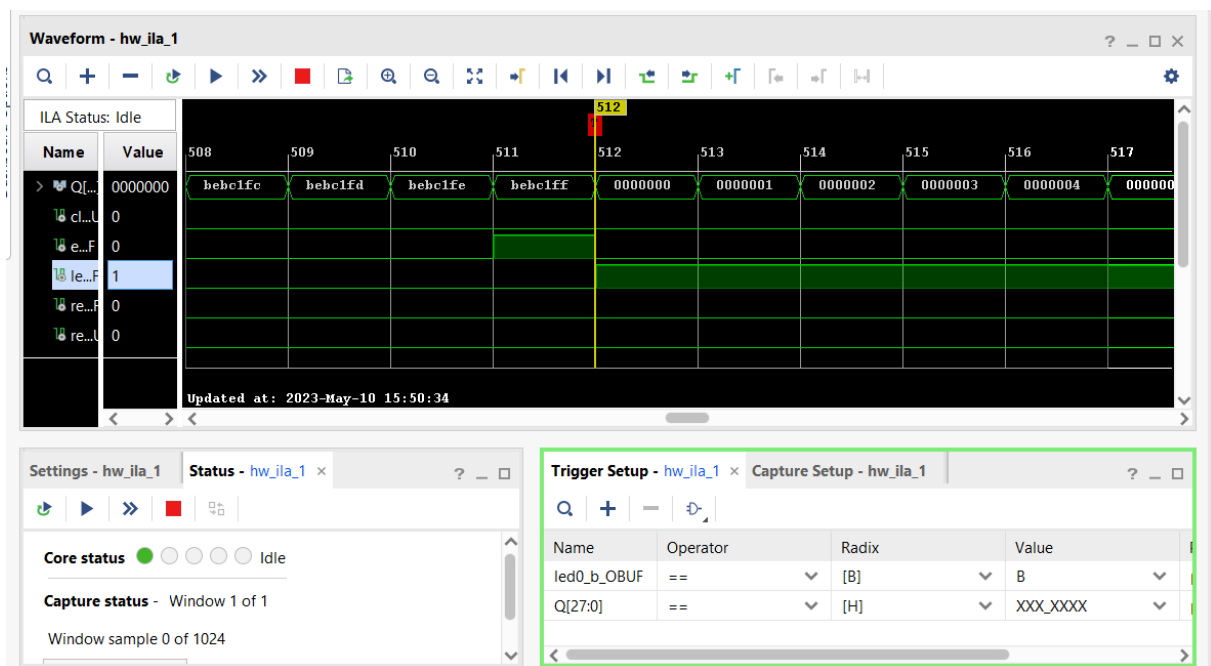 Waveform - hw_ila_1
ILA Status: Idle
512
Name Value 508 509 510 511 512 513 514 515 516 517
Q[...] 0000000 bebc1fc bebc1fd bebc1fe bebc1ff 0000000 0000001 0000002 0000003 0000004 000000
cl...U 0
e...F 0
le...F 1
re...F 0
re...U 0
Updated at: 2023-May-10 15:50:34
Settings - hw_ila_1 Status - hw_ila_1 ×
Core status Idle
Capture status - Window 1 of 1
Window sample 0 of 1024
Trigger Setup - hw_ila_1 × Capture Setup - hw_ila_1
Name Operator Radix Value
led0_b_OBUF == [B] B
Q[27:0] == [H] XXX_XXXX